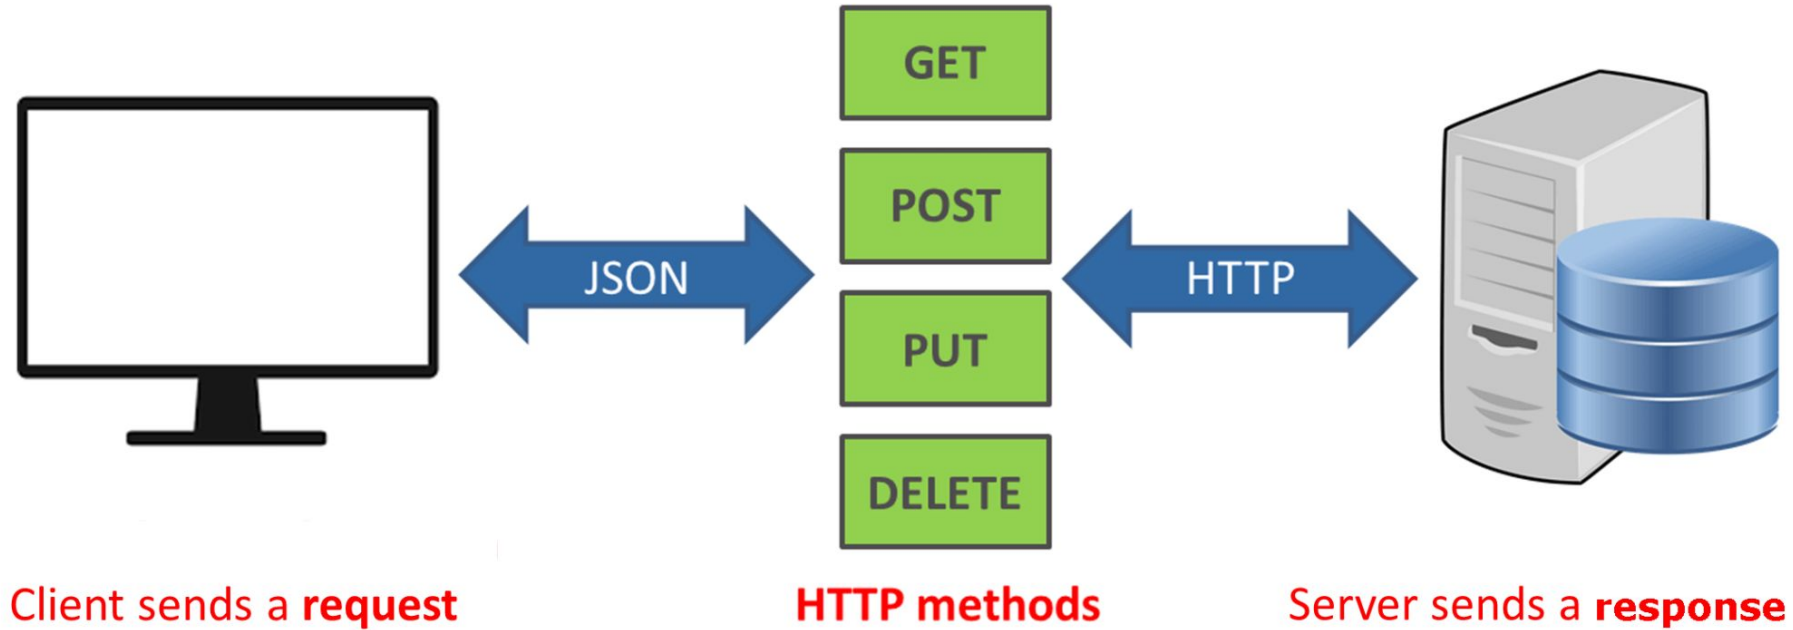 GET
POST
JSON
HTTP
PUT
DELETE
Client sends a request
HTTP methods
Server sends a response